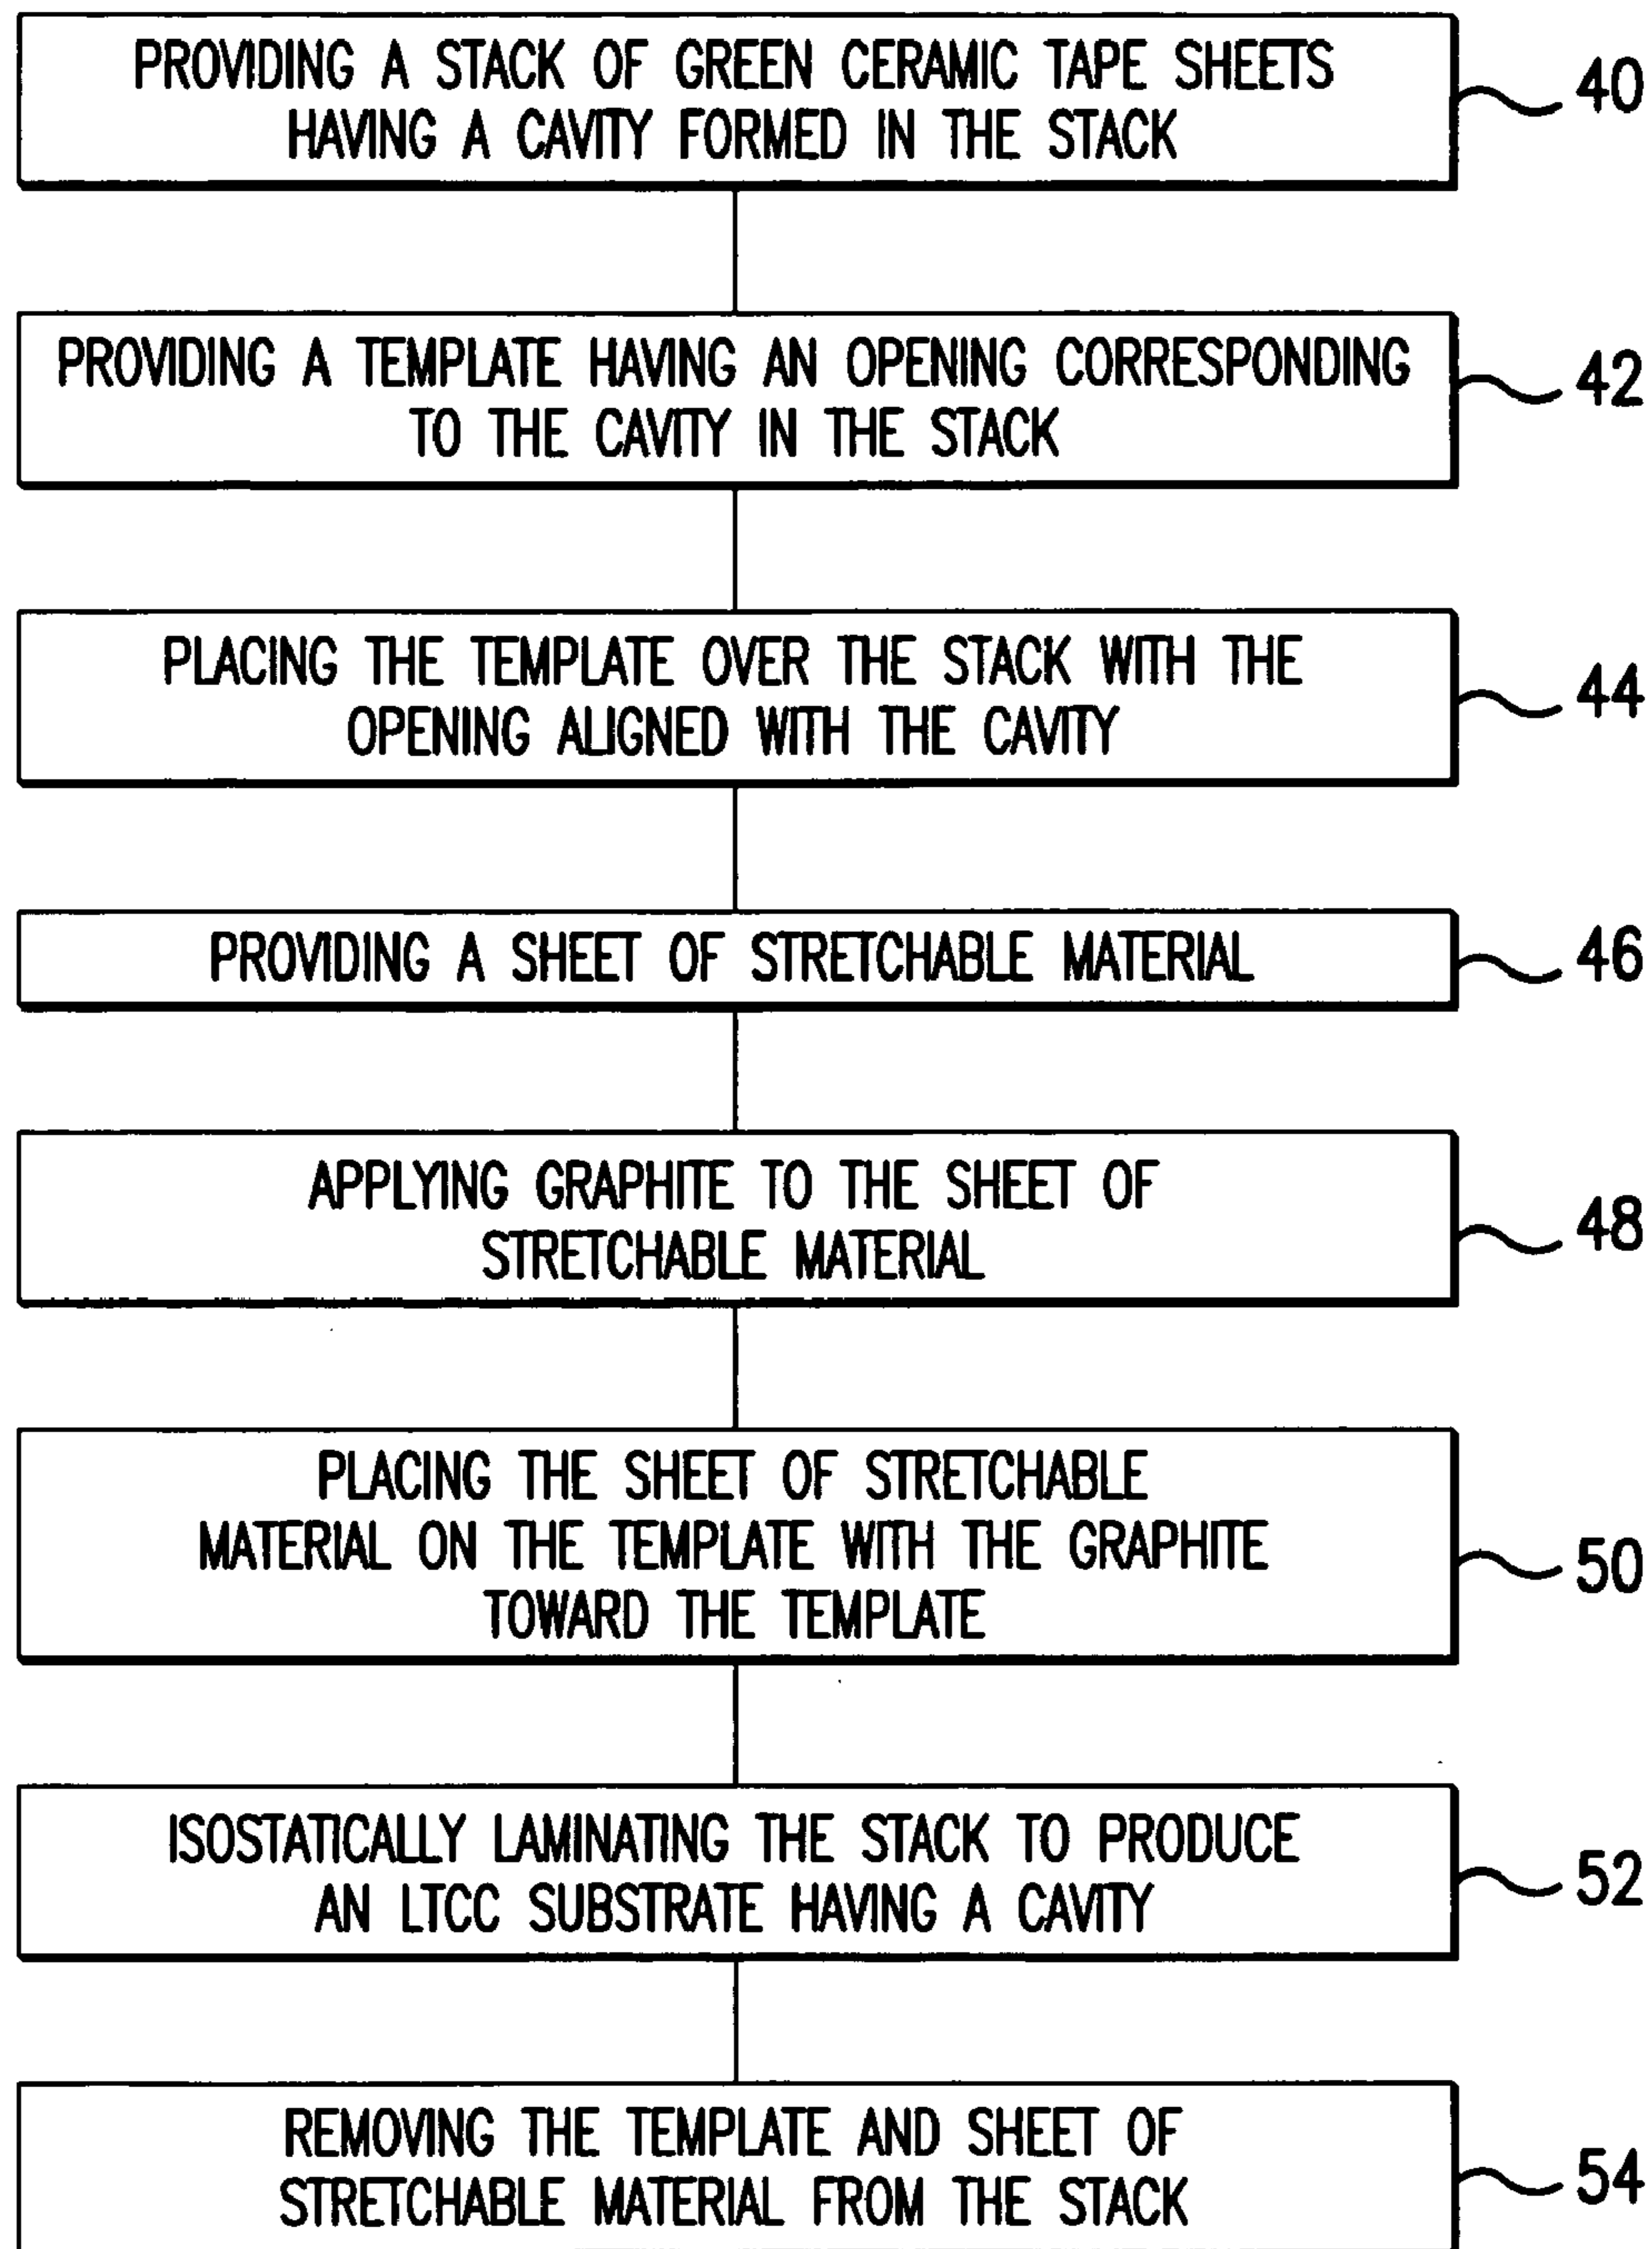 PROVIDING A STACK OF GREEN CERAMIC TAPE SHEETS
HAVING A CAVITY FORMED IN THE STACK
40
PROVIDING A TEMPLATE HAVING AN OPENING CORRESPONDING
TO THE CAVITY IN THE STACK
42
PLACING THE TEMPLATE OVER THE STACK WITH THE
OPENING ALIGNED WITH THE CAVITY
44
PROVIDING A SHEET OF STRETCHABLE MATERIAL
46
APPLYING GRAPHITE TO THE SHEET OF
STRETCHABLE MATERIAL
48
PLACING THE SHEET OF STRETCHABLE
MATERIAL ON THE TEMPLATE WITH THE GRAPHITE
TOWARD THE TEMPLATE
50
ISOSTATICALLY LAMINATING THE STACK TO PRODUCE
AN LTCC SUBSTRATE HAVING A CAVITY
52
REMOVING THE TEMPLATE AND SHEET OF
STRETCHABLE MATERIAL FROM THE STACK
54